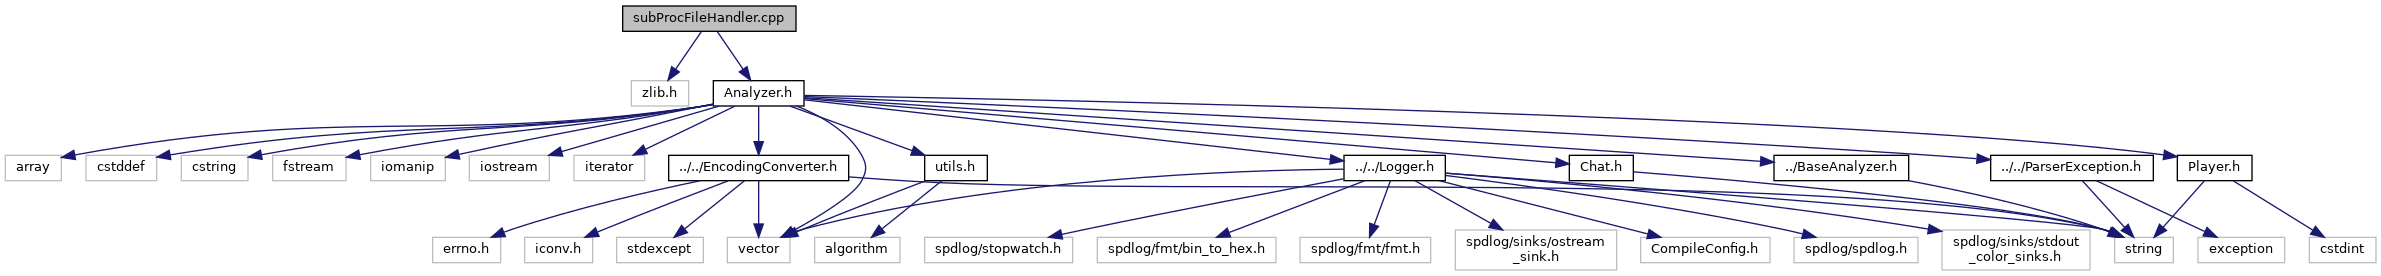 subProcFileHandler.cpp
zlib.h
Analyzer.h
array
cstddef
cstring
fstream
iomanip
iostream
iterator
../../EncodingConverter.h
utils.h
../../Logger.h
Chat.h
../BaseAnalyzer.h
../../ParserException.h
Player.h
errno.h
iconv.h
stdexcept
vector
algorithm
spdlog/stopwatch.h
spdlog/fmt/bin_to_hex.h
spdlog/fmt/fmt.h
spdlog/sinks/ostream
_sink.h
CompileConfig.h
spdlog/spdlog.h
spdlog/sinks/stdout
_color_sinks.h
string
exception
cstdint